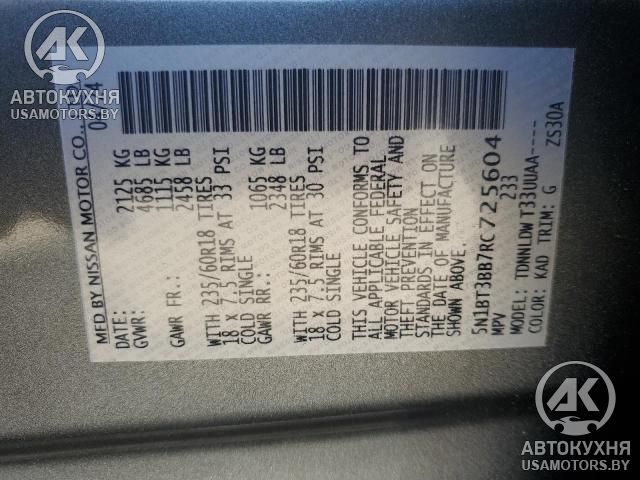 MFD BY NISSAN MOTOR CO.,
DATE:
GVWR: 2125 KG
4685 LB
GAWR FR.: 1115 KG
2458 LB
WITH 235/60R18 TIRES
18 x 7.5 RIMS AT 33 PSI
COLD SINGLE
GAWR RR.: 1065 KG
2348 LB
WITH 235/60R18 TIRES
18 x 7.5 RIMS AT 30 PSI
COLD SINGLE
THIS VEHICLE CONFORMS TO
ALL APPLICABLE FEDERAL
MOTOR VEHICLE SAFETY AND
THEFT PREVENTION
STANDARDS IN EFFECT ON
THE DATE OF MANUFACTURE
SHOWN ABOVE.
5N1BT3BB7RC725604
MPV 233
MODEL: TDNNLDW T33UUAA----
COLOR: KAD TRIM: G ZS30A
АК
АВТОКУХНЯ
USAMOTORS.BY
АК
АВТОКУХНЯ
USAMOTORS.BY